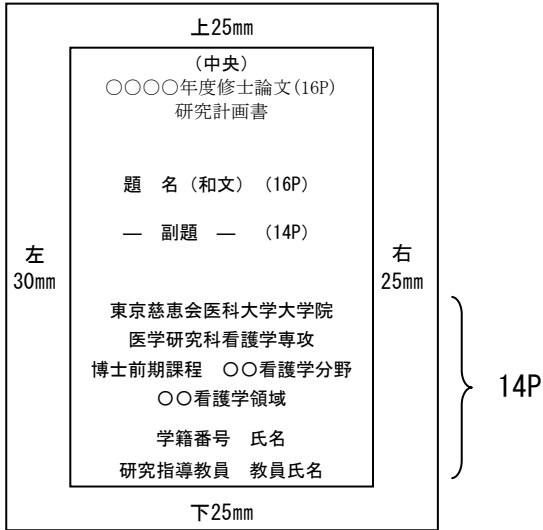 上25mm
（中央）
○○○○年度修士論文(16P)
研究計画書
題　名（和文）（16P）
―　副題　―　（14P）
左
30mm
右
25mm
東京慈恵会医科大学大学院
医学研究科看護学専攻
博士前期課程　○○看護学分野
○○看護学領域
学籍番号　氏名
研究指導教員　教員氏名
14P
下25mm